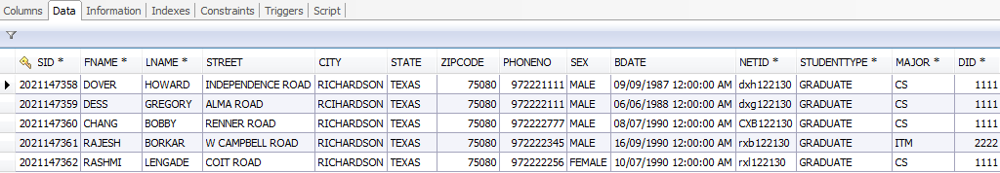 Columns Data Information Indexes Constraints Triggers Script
SID * FNAME * LNAME * STREET CITY STATE ZIPCODE PHONENO SEX BDATE NETID * STUDENTTYPE * MAJOR * DID *
2021147358 DOVER HOWARD INDEPENDENCE ROAD RICHARDSON TEXAS 75080 972221111 MALE 09/09/1987 12:00:00 AM dxh122130 GRADUATE CS 1111
2021147359 DESS GREGORY ALMA ROAD RCIHARDSON TEXAS 75080 972221111 MALE 06/06/1988 12:00:00 AM dxg122130 GRADUATE CS 1111
2021147360 CHANG BOBBY RENNER ROAD RICHARDSON TEXAS 75080 972222777 MALE 08/07/1990 12:00:00 AM CXB122130 GRADUATE CS 1111
2021147361 RAJESH BORKAR W CAMPBELL ROAD RICHARDSON TEXAS 75080 972222345 MALE 16/09/1990 12:00:00 AM rxb122130 GRADUATE ITM 2222
2021147362 RASHMI LENGADE COIT ROAD RICHARDSON TEXAS 75080 972222256 FEMALE 10/07/1990 12:00:00 AM rxl122130 GRADUATE CS 1111